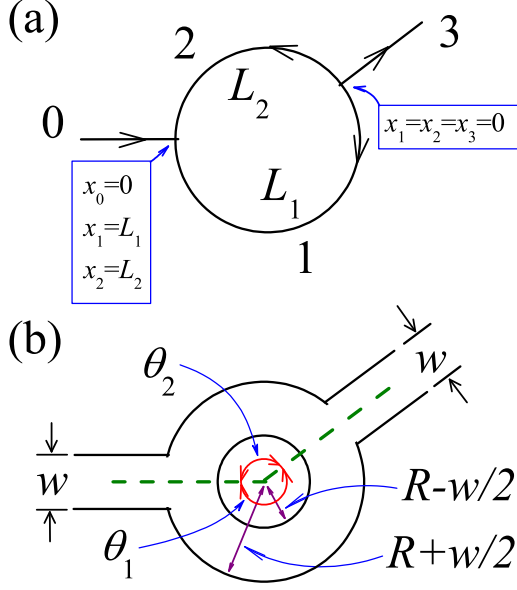 (a)
2
3
0
L₂
x₁=x₂=x₃=0
x₀=0
x₁=L₁
x₂=L₂
L₁
1
(b)
θ₂
w
w
R-w/2
θ₁
R+w/2